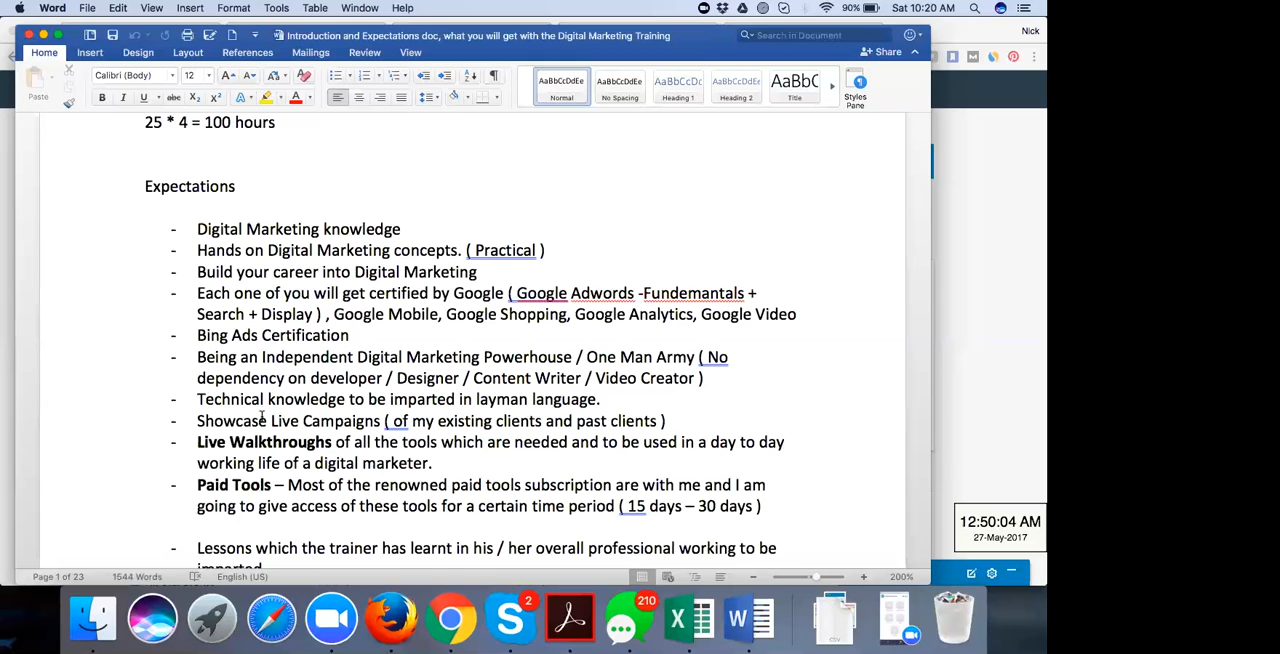 Word File Edit View Insert Format Tools Table Window Help 90% Sat 10:20 AM
Introduction and Expectations doc, what you will get with the Digital Marketing Training
Search in Document
Nick
Home Insert Design Layout References Mailings Review View
Share
Calibri (Body) 12
Paste
B I U abc X2 X2 A
AaBbCcDdEe AaBbCcDdEe AaBbCcDc AaBbCcDdEe AaBbC
Normal No Spacing Heading 1 Heading 2 Title
Styles
Pane
25 * 4 = 100 hours
Expectations
- Digital Marketing knowledge
- Hands on Digital Marketing concepts. ( Practical )
- Build your career into Digital Marketing
- Each one of you will get certified by Google ( Google Adwords -Fundemantals +
Search + Display ) , Google Mobile, Google Shopping, Google Analytics, Google Video
- Bing Ads Certification
- Being an Independent Digital Marketing Powerhouse / One Man Army ( No
dependency on developer / Designer / Content Writer / Video Creator )
- Technical knowledge to be imparted in layman language.
- Showcase Live Campaigns ( of my existing clients and past clients )
- Live Walkthroughs of all the tools which are needed and to be used in a day to day
working life of a digital marketer.
- Paid Tools – Most of the renowned paid tools subscription are with me and I am
going to give access of these tools for a certain time period ( 15 days – 30 days )
- Lessons which the trainer has learnt in his / her overall professional working to be
imparted
12:50:04 AM
27-May-2017
Page 1 of 23 1544 Words English (US) 200%
2
210
CSV